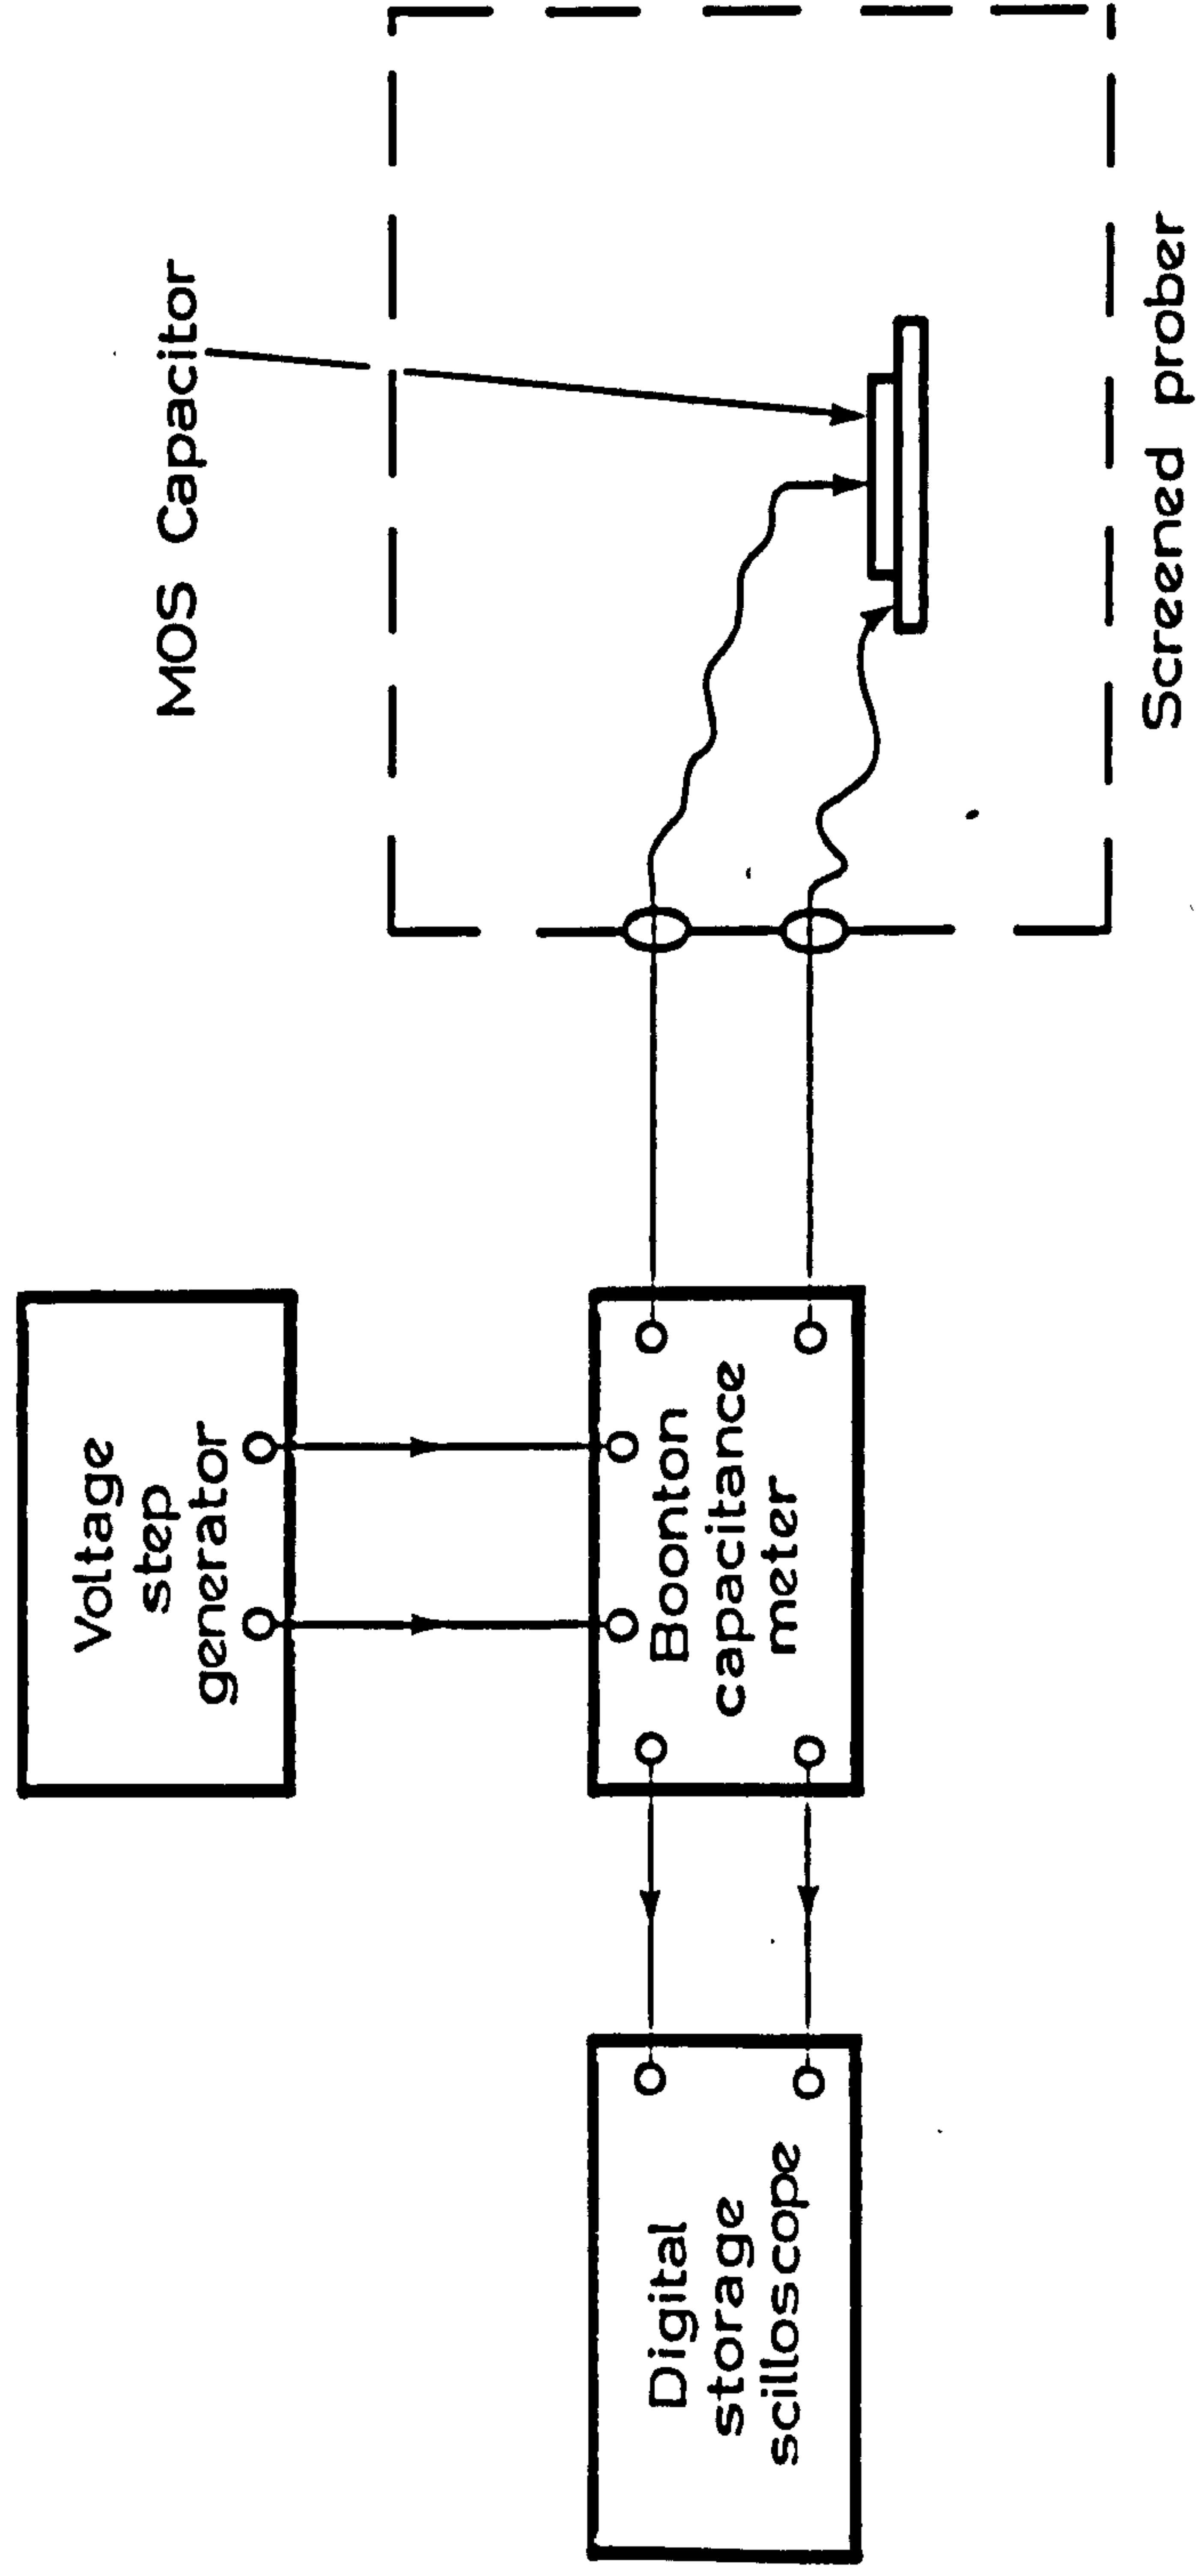 MOS Capacitor
Voltage
step
generator
Digital
storage
scilloscope
Boonton
capacitance
meter
Screened prober